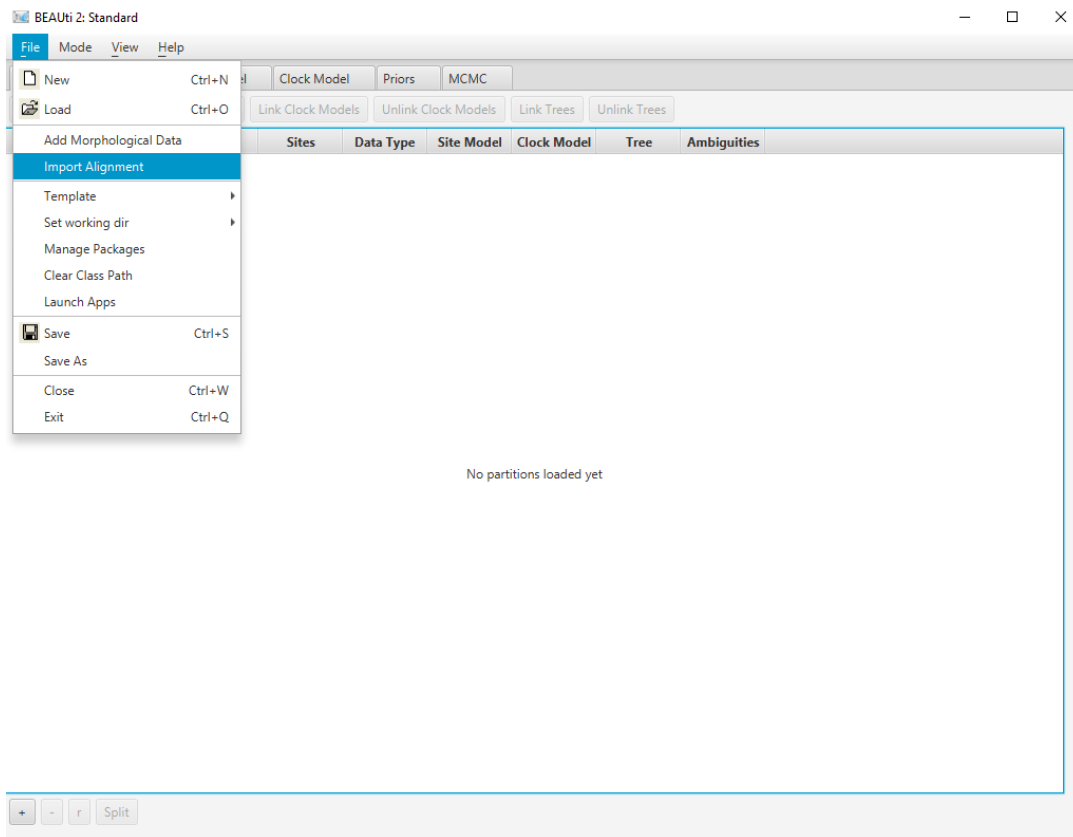 BEAUti 2: Standard
File Mode View Help
New Ctrl+N
Clock Model Priors MCMC
Load Ctrl+O
Link Clock Models Unlink Clock Models Link Trees Unlink Trees
Add Morphological Data
Sites Data Type Site Model Clock Model Tree Ambiguities
Import Alignment
Template
Set working dir
Manage Packages
Clear Class Path
Launch Apps
Save Ctrl+S
Save As
Close Ctrl+W
Exit Ctrl+Q
No partitions loaded yet
+ - r Split